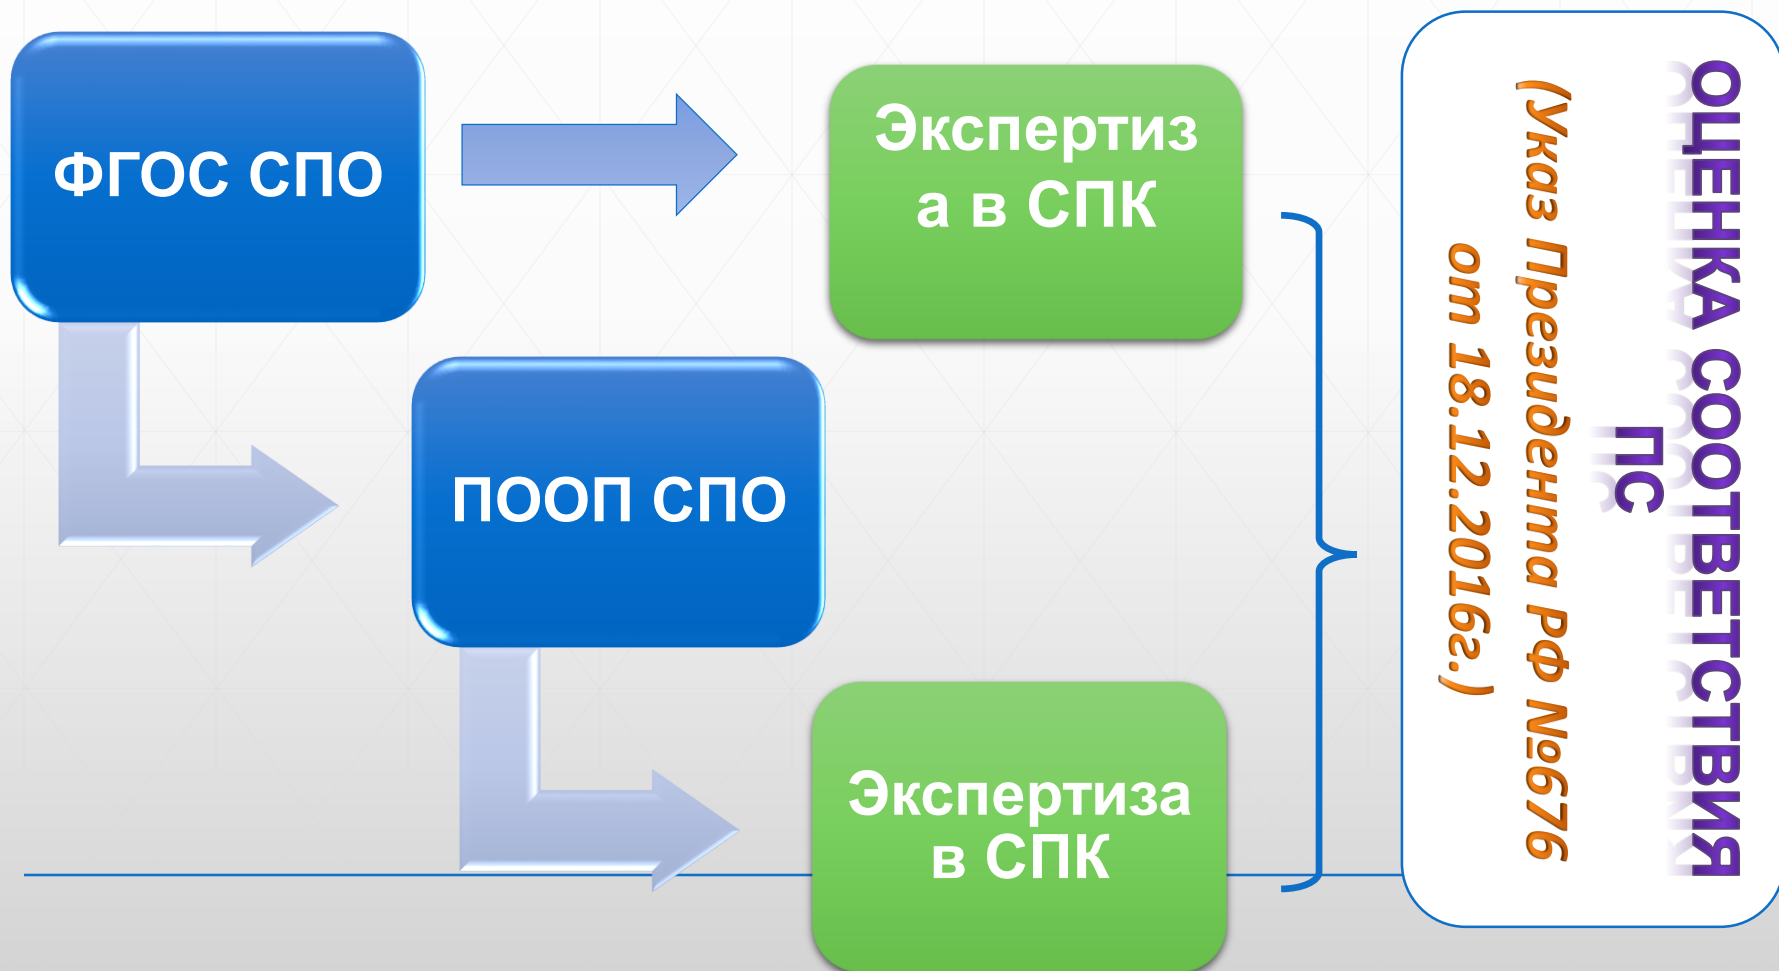 ФГОС СПО
Экспертиз
а в СПК
ПООП СПО
Экспертиза
в СПК
ОЦЕНКА СООТВЕТСТВИЯ
ПС
(Указ Президента РФ №676
от 18.12.2016г.)